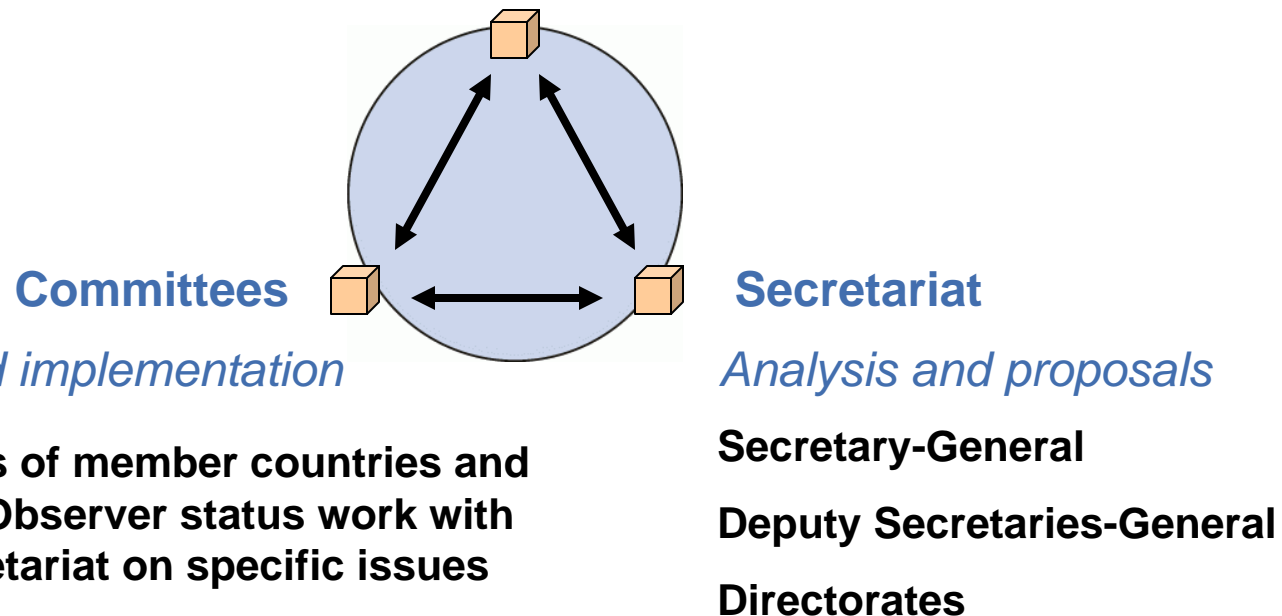 Committees
Secretariat
implementation
Analysis and proposals
of member countries and
Observer status work with
on specific issues
Secretary-General
Deputy Secretaries-General
Directorates